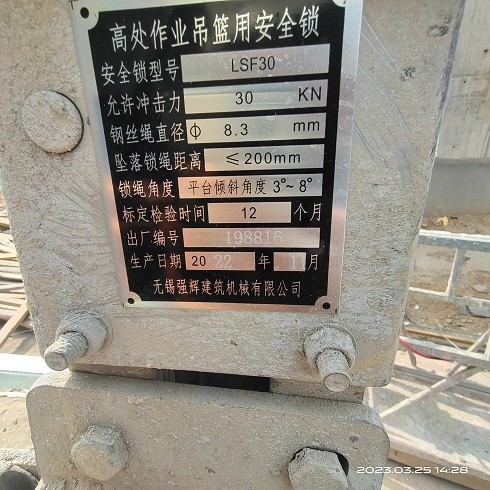 高处作业吊篮用安全锁
安全锁型号 LSF30
允许冲击力 30 KN
钢丝绳直径 Φ 8.3 mm
坠落锁绳距离 ≤200mm
锁绳角度 平台倾斜角度 3°~8°
标定检验时间 12 个月
出厂编号 198816
生产日期 2022 年 11月
无锡强辉建筑机械有限公司
2023.03.25 14:28